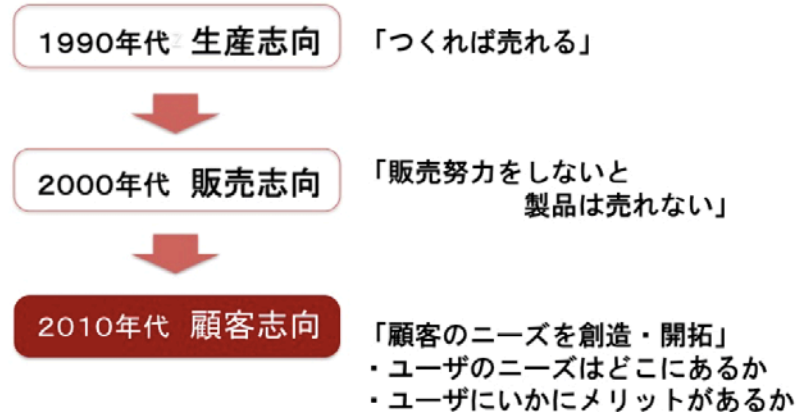 1990年代 生産志向 「つくれば売れる」
2000年代 販売志向 「販売努力をしないと
製品は売れない」
2010年代 顧客志向 「顧客のニーズを創造・開拓」
・ユーザのニーズはどこにあるか
・ユーザにいかにメリットがあるか